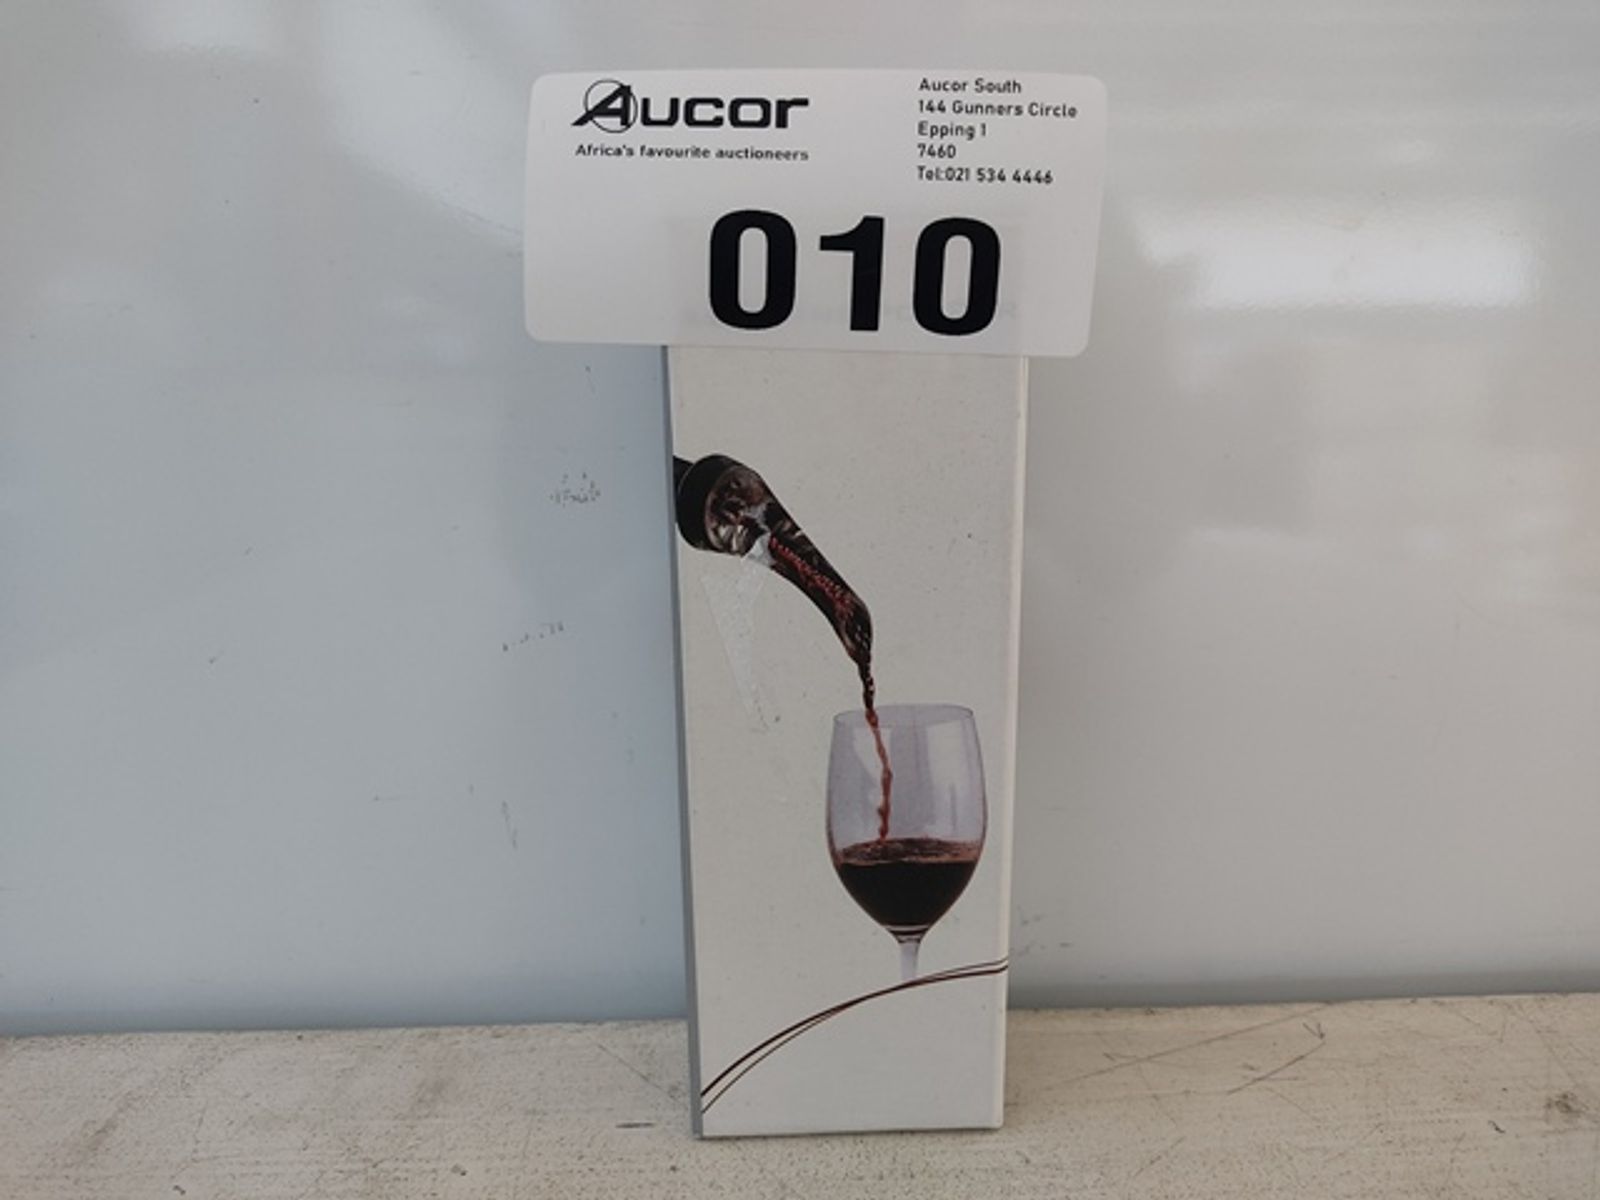 Aucor
Africa's favourite auctioneers
Aucor South
144 Gunners Circle
Epping 1
7460
Tel:021 534 4446
010